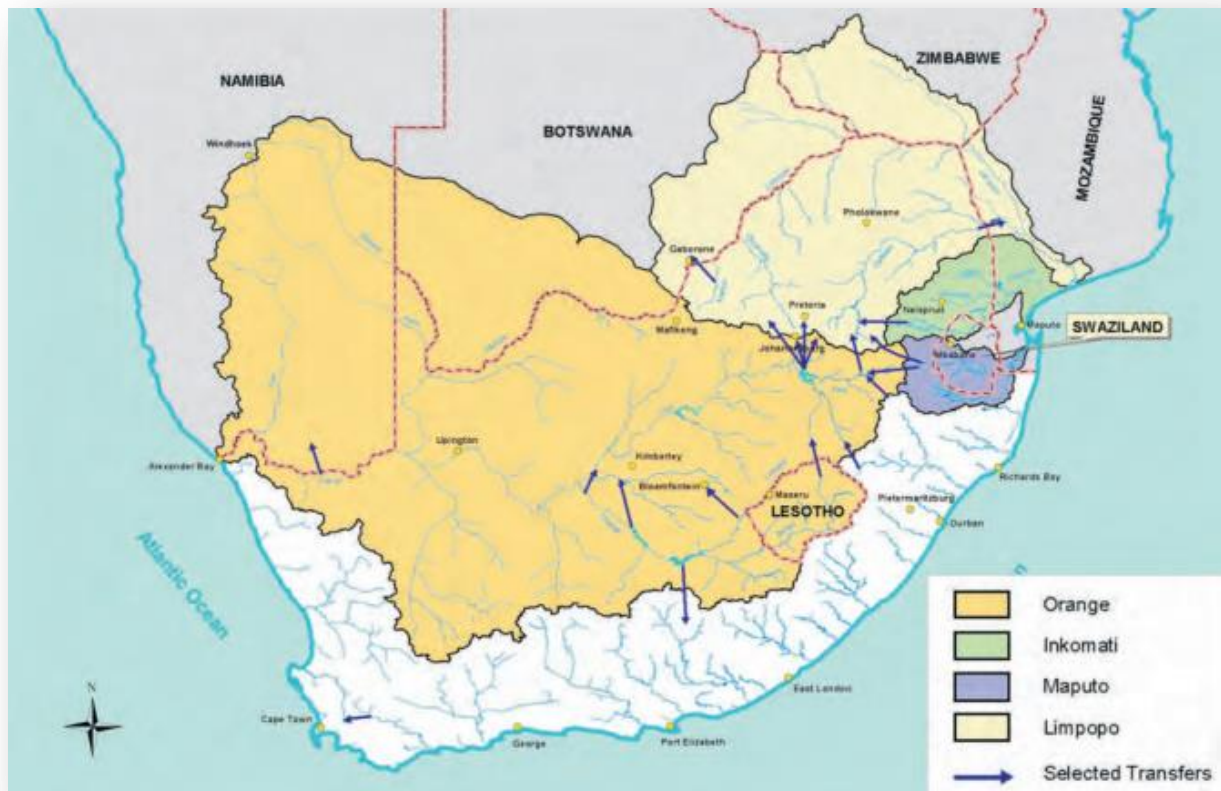 NAMIBIA
ZIMBABWE
BOTSWANA
MOZAMBIQUE
Windhoek
Pholokwane
Gaborone
Pretoria
Nelspruit
Mafikeng
Maputo
SWAZILAND
Johannesburg
Mbabane
Upington
Kimberley
Alexander Bay
Bloemfontein
Maseru
LESOTHO
Richards Bay
Pietermaritzburg
Durban
Atlantic Ocean
East London
Cape Town
George
Port Elizabeth
N
Orange
Inkomati
Maputo
Limpopo
Selected Transfers